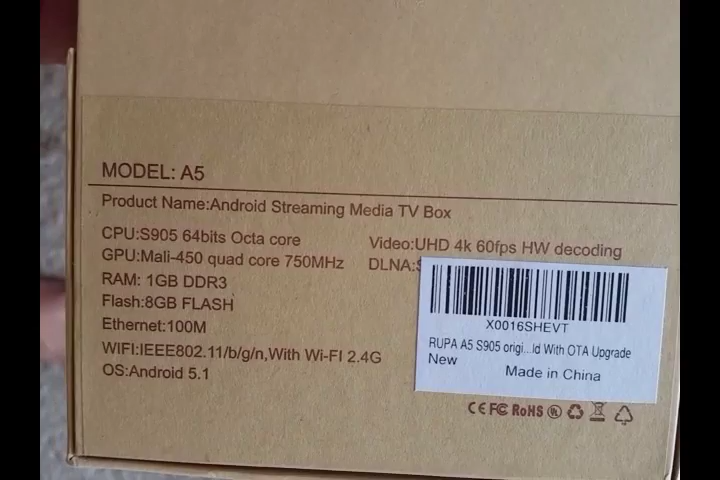 MODEL: A5
Product Name:Android Streaming Media TV Box
CPU:S905 64bits Octa core
GPU:Mali-450 quad core 750MHz
RAM: 1GB DDR3
Flash:8GB FLASH
Ethernet:100M
WIFI:IEEE802.11/b/g/n,With Wi-FI 2.4G
OS:Android 5.1
Video:UHD 4k 60fps HW decoding
DLNA:
X0016SHEVT
RUPA A5 S905 origi...ld With OTA Upgrade
New
Made in China
CE FC RoHS UL